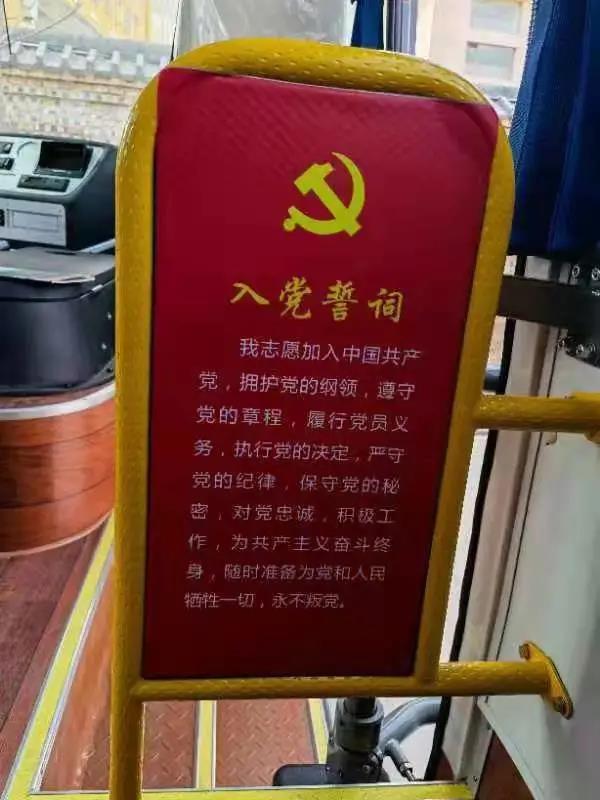 入党誓词
我志愿加入中国共产
党，拥护党的纲领，遵守
党的章程，履行党员义
务，执行党的决定，严守
党的纪律，保守党的秘
密，对党忠诚，积极工
作，为共产主义奋斗终
身，随时准备为党和人民
牺牲一切，永不叛党。